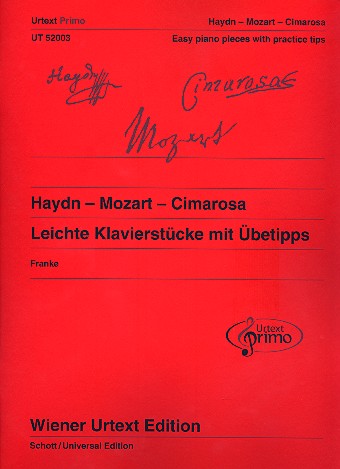 Urtext Primo
Haydn – Mozart – Cimarosa
UT 52003
Easy piano pieces with practice tips
Haydn
Cimarosa
Mozart
Haydn – Mozart – Cimarosa
Leichte Klavierstücke mit Übetipps
Franke
Urtext
primo
Wiener Urtext Edition
Schott / Universal Edition